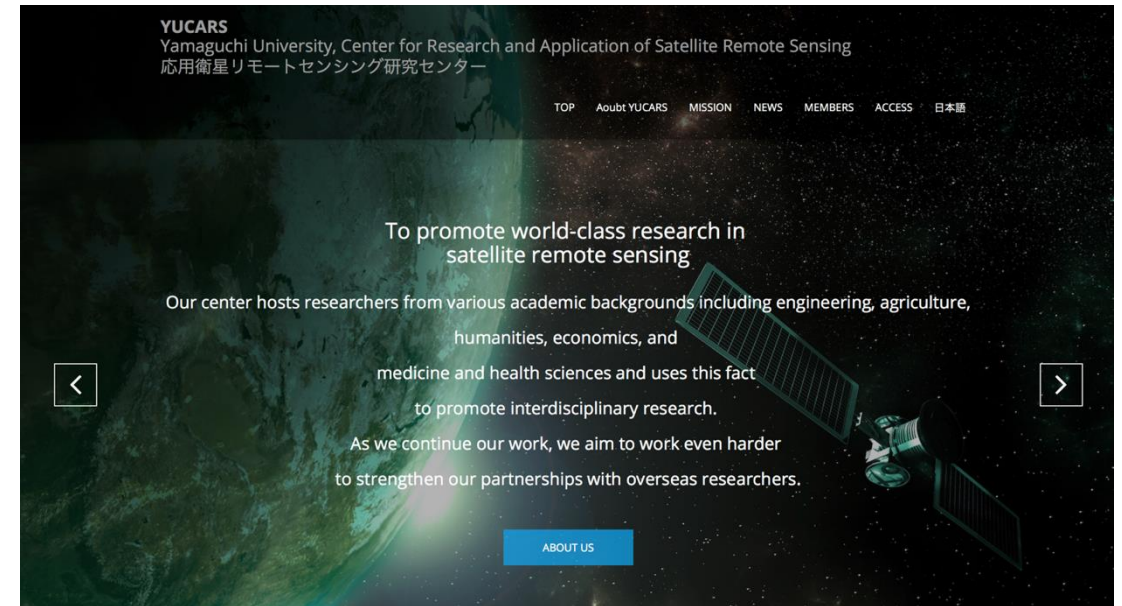 YUCARS
Yamaguchi University, Center for Research and Application of Satellite Remote Sensing
応用衛星リモートセンシング研究センター
TOP Aoubt YUCARS MISSION NEWS MEMBERS ACCESS 日本語
To promote world-class research in
satellite remote sensing
Our center hosts researchers from various academic backgrounds including engineering, agriculture,
humanities, economics, and
medicine and health sciences and uses this fact
to promote interdisciplinary research.
As we continue our work, we aim to work even harder
to strengthen our partnerships with overseas researchers.
ABOUT US